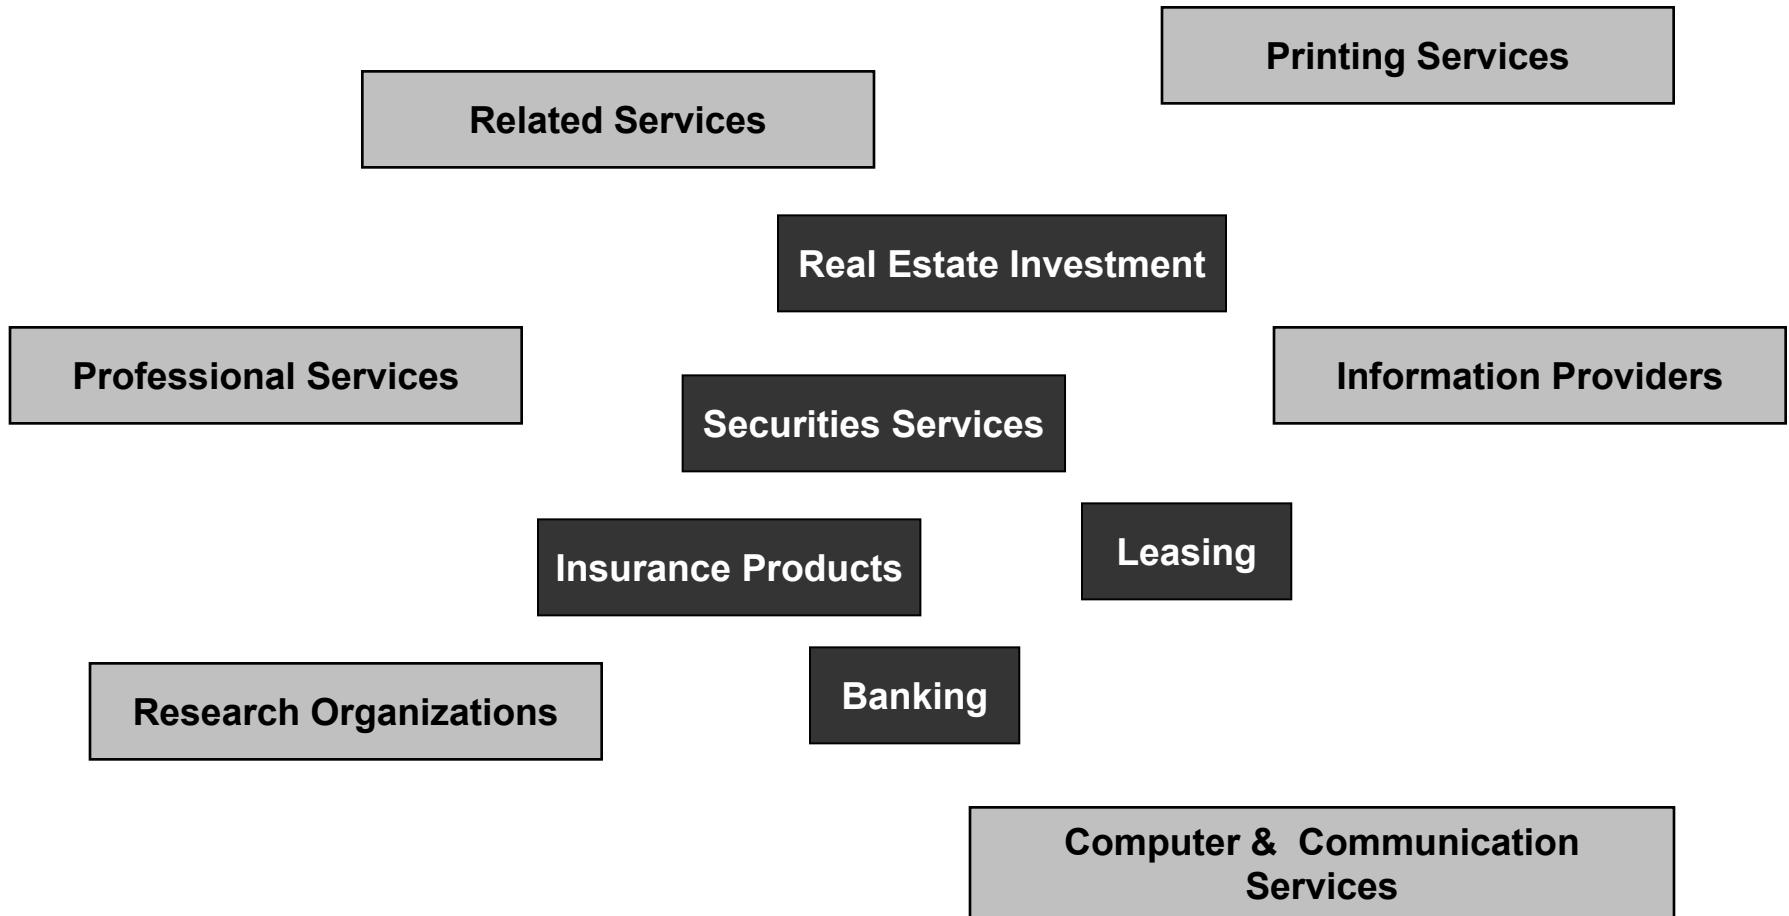 Printing Services
Related Services
Real Estate Investment
Professional Services
Information Providers
Securities Services
Leasing
Insurance Products
Banking
Research Organizations
Computer &  Communication
Services